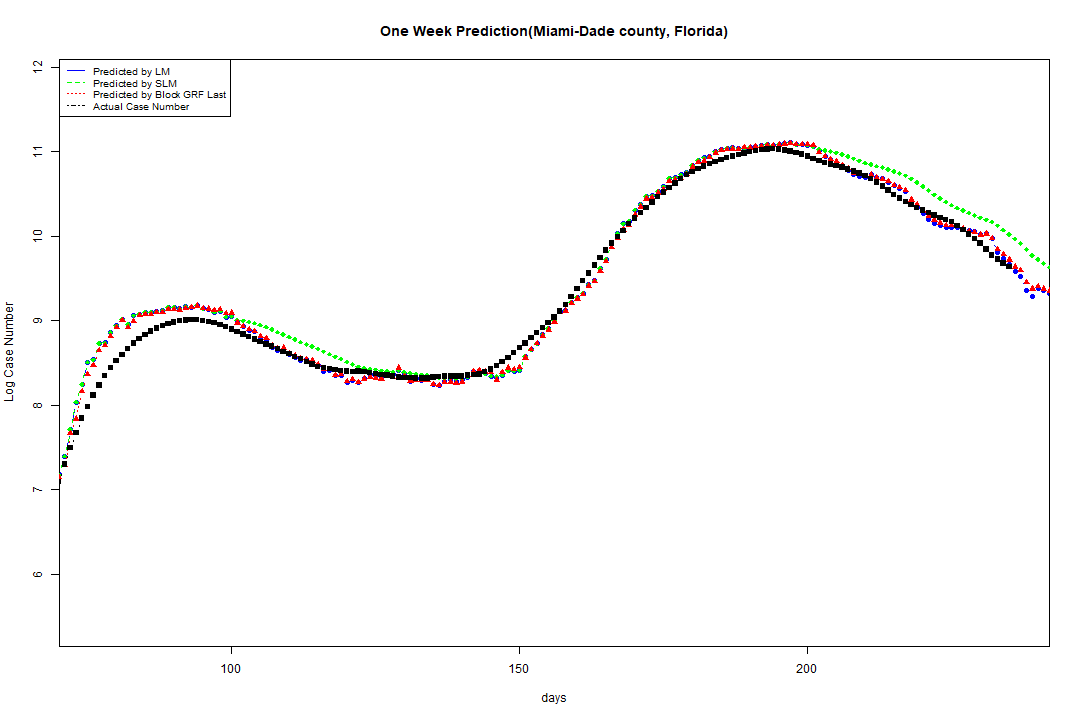 One Week Prediction(Miami-Dade county, Florida)
Predicted by LM
Predicted by SLM
Predicted by Block GRF Last
Actual Case Number
12
11
10
9
8
7
6
Log Case Number
100 150 200
days